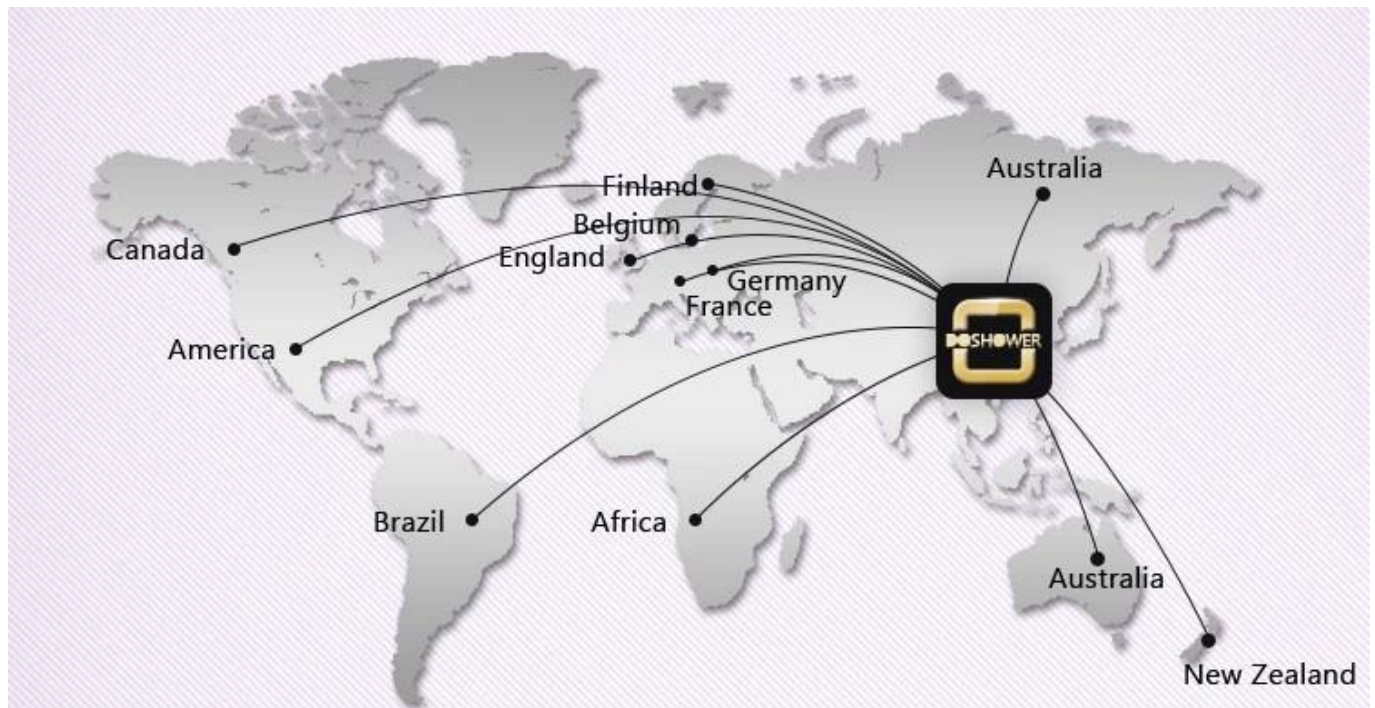 Australia
Finland
Belgium
Canada
England
Germany
France
DOSHOWER
America
Brazil
Africa
Australia
New Zealand